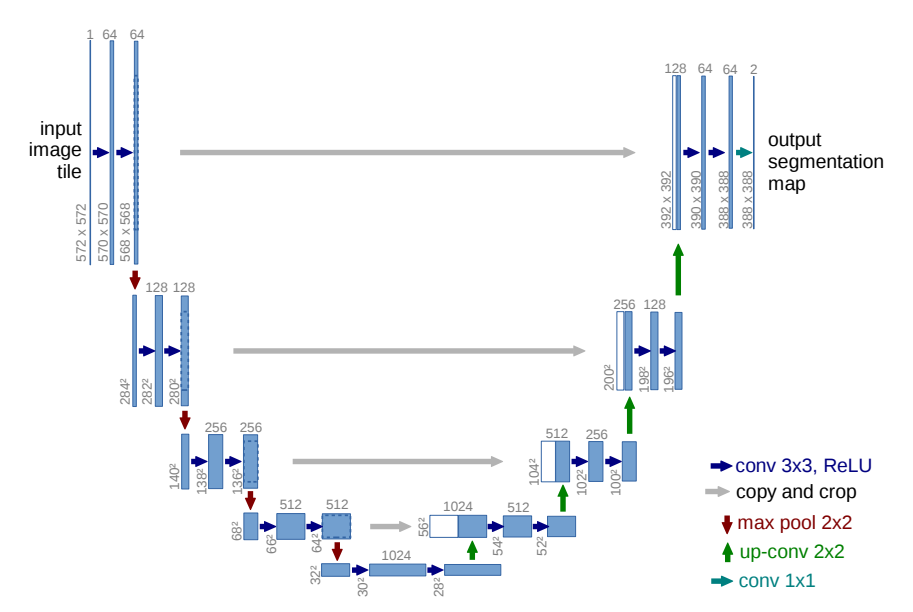 1 64 64
128 64 64 2
input
image
tile
output
segmentation
map
572 x 572
570 x 570
568 x 568
392 x 392
390 x 390
388 x 388
388 x 388
128 128
256 128
284²
282²
280²
200²
198²
196²
256 256
512 256
140²
138²
136²
104²
102²
100²
512 512
1024 512
68²
66²
64²
56²
54²
52²
1024
32²
30²
28²
conv 3x3, ReLU
copy and crop
max pool 2x2
up-conv 2x2
conv 1x1